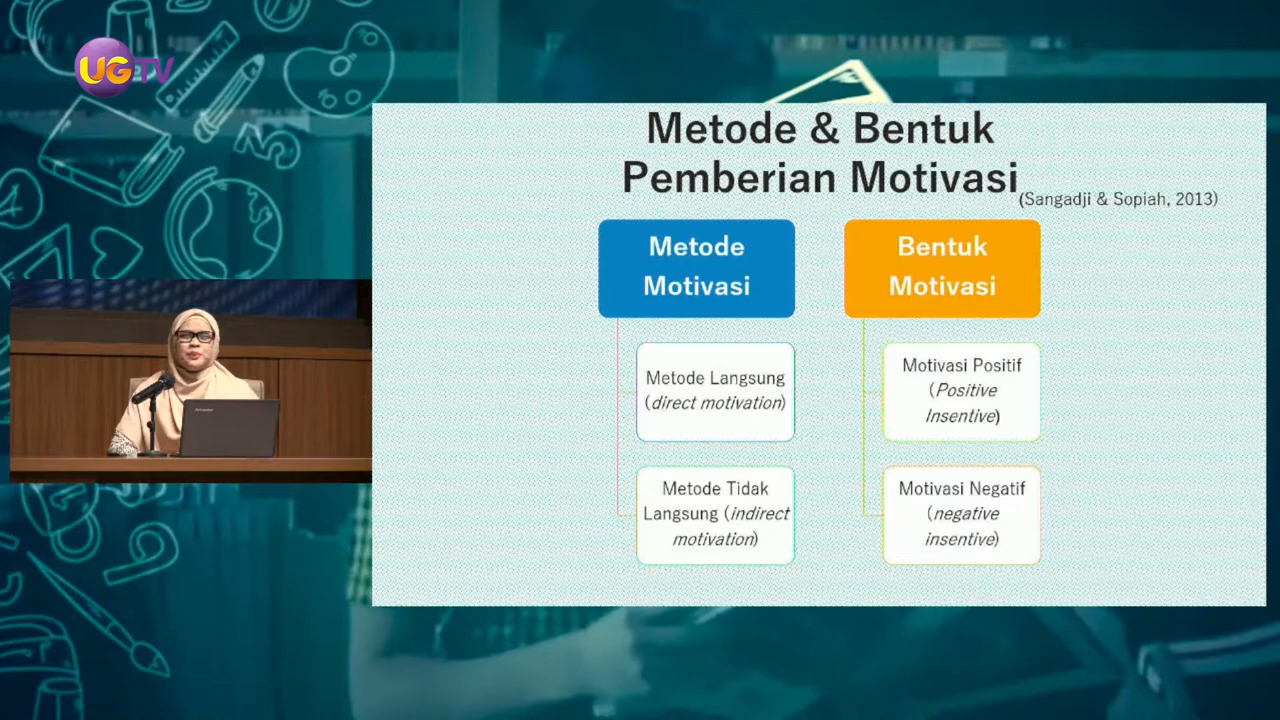 UGTV
Metode & Bentuk
Pemberian Motivasi
(Sangadji & Sopiah, 2013)
Metode
Motivasi
Metode Langsung
(direct motivation)
Metode Tidak
Langsung (indirect
motivation)
Bentuk
Motivasi
Motivasi Positif
(Positive
Insentive)
Motivasi Negatif
(negative
insentive)